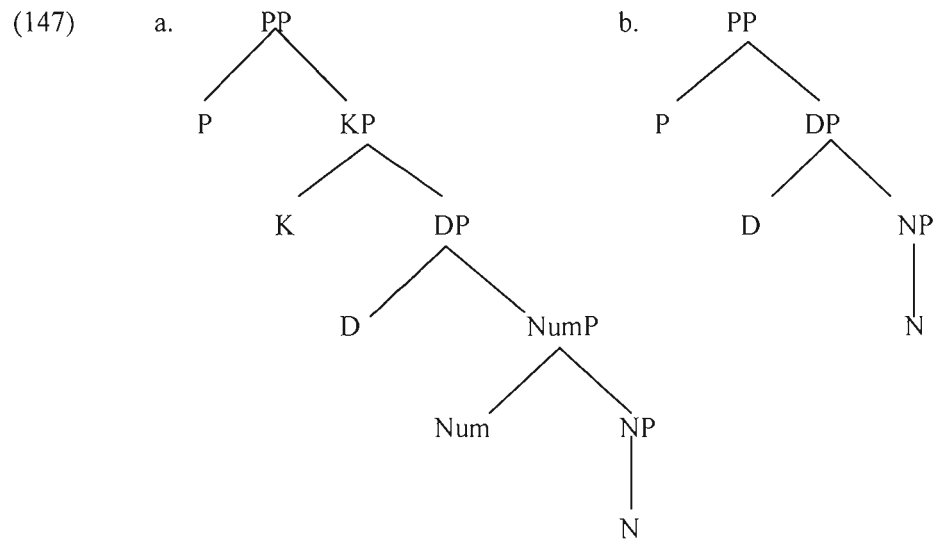 (147) a. PP b. PP
P KP P DP
K DP D NP
D NumP N
Num NP
N